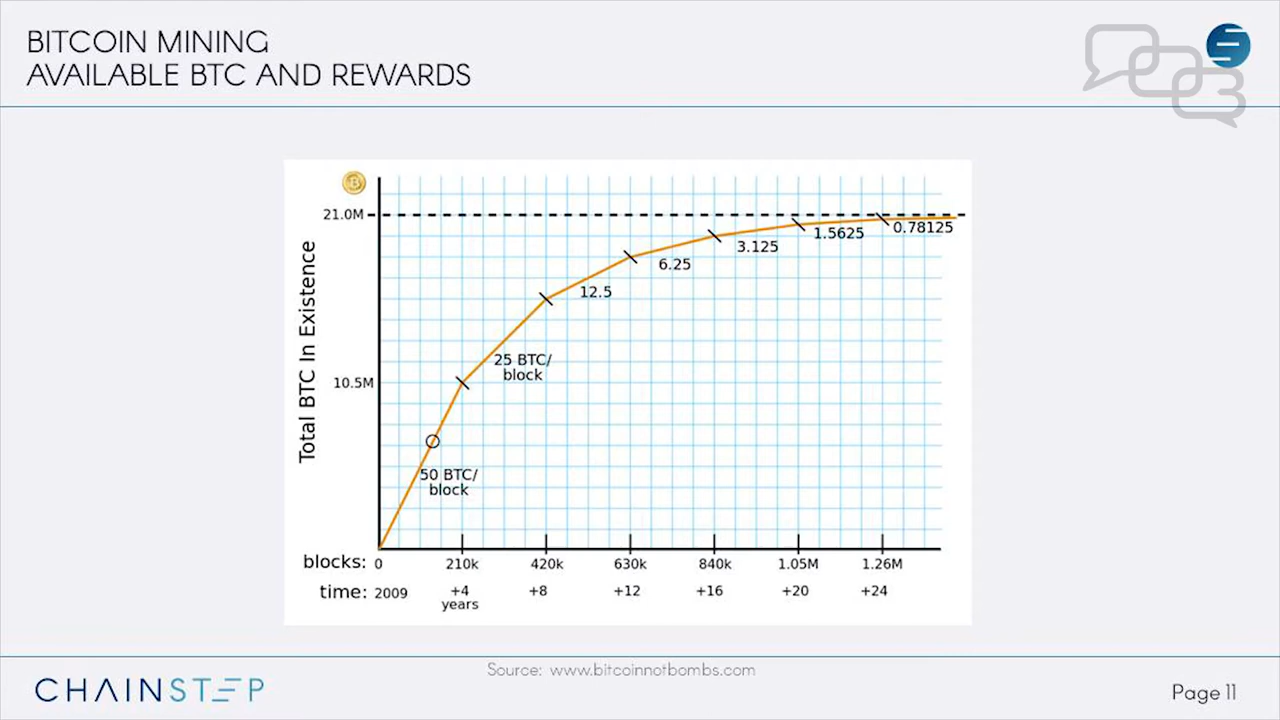 BITCOIN MINING
AVAILABLE BTC AND REWARDS
21.0M
10.5M
Total BTC In Existence
50 BTC/
block
25 BTC/
block
12.5
6.25
3.125
1.5625
0.78125
blocks: 0 210k 420k 630k 840k 1.05M 1.26M
time: 2009 +4 +8 +12 +16 +20 +24
years
Source: www.bitcoinnotbombs.com
CHAINSTEP
Page 11